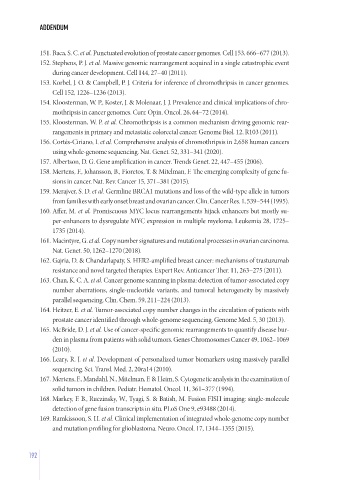 ADDENDUM
151. Baca, S. C. et al. Punctuated evolution of prostate cancer genomes. Cell 153, 666–677 (2013).
152. Stephens, P. J. et al. Massive genomic rearrangement acquired in a single catastrophic event
during cancer development. Cell 144, 27–40 (2011).
153. Korbel, J. O. & Campbell, P. J. Criteria for inference of chromothripsis in cancer genomes.
Cell 152, 1226–1236 (2013).
154. Kloosterman, W. P., Koster, J. & Molenaar, J. J. Prevalence and clinical implications of chro-
mothripsis in cancer genomes. Curr. Opin. Oncol. 26, 64–72 (2014).
155. Kloosterman, W. P. et al. Chromothripsis is a common mechanism driving genomic rear-
rangements in primary and metastatic colorectal cancer. Genome Biol. 12, R103 (2011).
156. Cortés-Ciriano, I. et al. Comprehensive analysis of chromothripsis in 2,658 human cancers
using whole-genome sequencing. Nat. Genet. 52, 331–341 (2020).
157. Albertson, D. G. Gene amplification in cancer. Trends Genet. 22, 447–455 (2006).
158. Mertens, F., Johansson, B., Fioretos, T. & Mitelman, F. The emerging complexity of gene fu-
sions in cancer. Nat. Rev. Cancer 15, 371–381 (2015).
159. Merajver, S. D. et al. Germline BRCA1 mutations and loss of the wild-type allele in tumors
from families with early onset breast and ovarian cancer. Clin. Cancer Res. 1, 539–544 (1995).
160. Affer, M. et al. Promiscuous MYC locus rearrangements hijack enhancers but mostly su-
per-enhancers to dysregulate MYC expression in multiple myeloma. Leukemia 28, 1725–
1735 (2014).
161. Macintyre, G. et al. Copy number signatures and mutational processes in ovarian carcinoma.
Nat. Genet. 50, 1262–1270 (2018).
162. Gajria, D. & Chandarlapaty, S. HER2-amplified breast cancer: mechanisms of trastuzumab
resistance and novel targeted therapies. Expert Rev. Anticancer Ther. 11, 263–275 (2011).
163. Chan, K. C. A. et al. Cancer genome scanning in plasma: detection of tumor-associated copy
number aberrations, single-nucleotide variants, and tumoral heterogeneity by massively
parallel sequencing. Clin. Chem. 59, 211–224 (2013).
164. Heitzer, E. et al. Tumor-associated copy number changes in the circulation of patients with
prostate cancer identified through whole-genome sequencing. Genome Med. 5, 30 (2013).
165. McBride, D. J. et al. Use of cancer-specific genomic rearrangements to quantify disease bur-
den in plasma from patients with solid tumors. Genes Chromosomes Cancer 49, 1062–1069
(2010).
166. Leary, R. J. et al. Development of personalized tumor biomarkers using massively parallel
sequencing. Sci. Transl. Med. 2, 20ra14 (2010).
167. Mertens, F., Mandahl, N., Mitelman, F. & Heim, S. Cytogenetic analysis in the examination of
solid tumors in children. Pediatr. Hematol. Oncol. 11, 361–377 (1994).
168. Markey, F. B., Ruezinsky, W., Tyagi, S. & Batish, M. Fusion FISH imaging: single-molecule
detection of gene fusion transcripts in situ. PLoS One 9, e93488 (2014).
169. Ramkissoon, S. H. et al. Clinical implementation of integrated whole-genome copy number
and mutation profiling for glioblastoma. Neuro. Oncol. 17, 1344–1355 (2015).
192